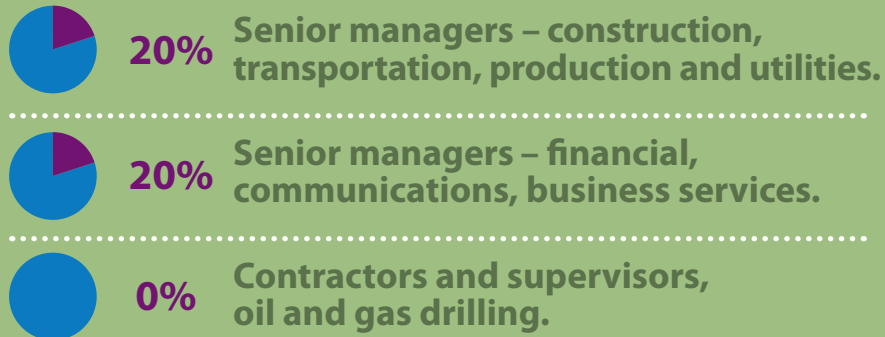 20%
Senior managers – construction,
transportation, production and utilities.
20%
Senior managers – financial,
communications, business services.
0%
Contractors and supervisors,
oil and gas drilling.